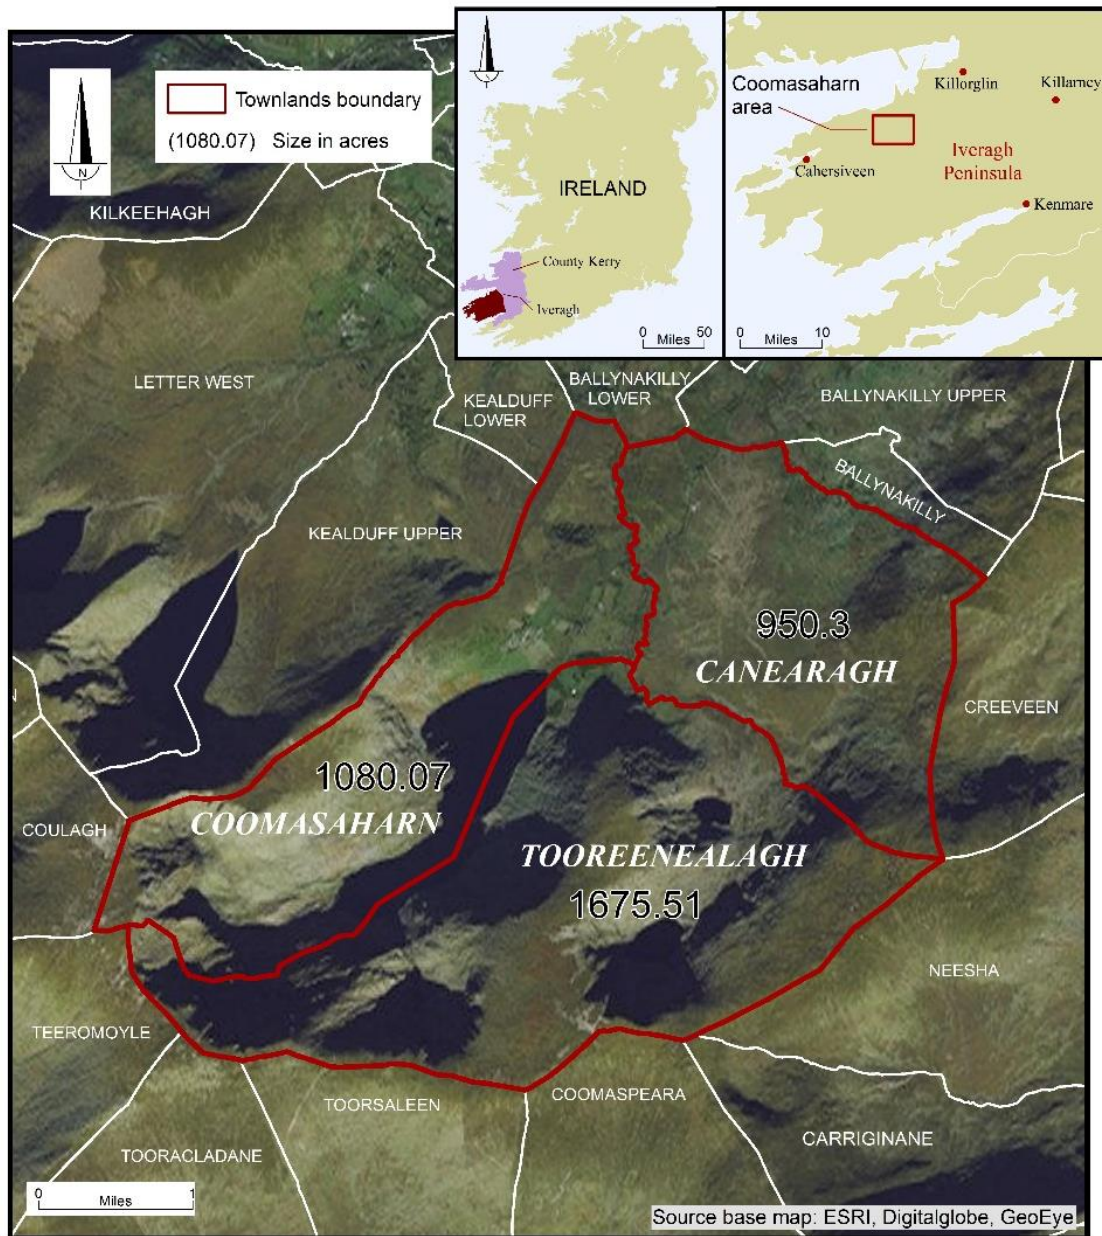 N
Townlands boundary
(1080.07) Size in acres
N
IRELAND
County Kerry
Iveragh
0 50
Miles
Coomasaharn
area
Killorglin
Killarney
Cahersiveen
Iveragh
Peninsula
Kenmare
0 10
Miles
KILKEEHAGH
LETTER WEST
KEALDUFF
LOWER
BALLYNAKILLY
LOWER
BALLYNAKILLY UPPER
BALLYNAKILLY
KEALDUFF UPPER
950.3
CANEARAGH
N
CREEVEEN
1080.07
COOMASAHARN
COULAGH
TOOREENEALAGH
1675.51
NEESHA
TEEROMOYLE
TOORSALEEN
COOMASPEARA
CARRIGINANE
TOORACLADANE
0 1
Miles
Source base map: ESRI, Digitalglobe, GeoEye